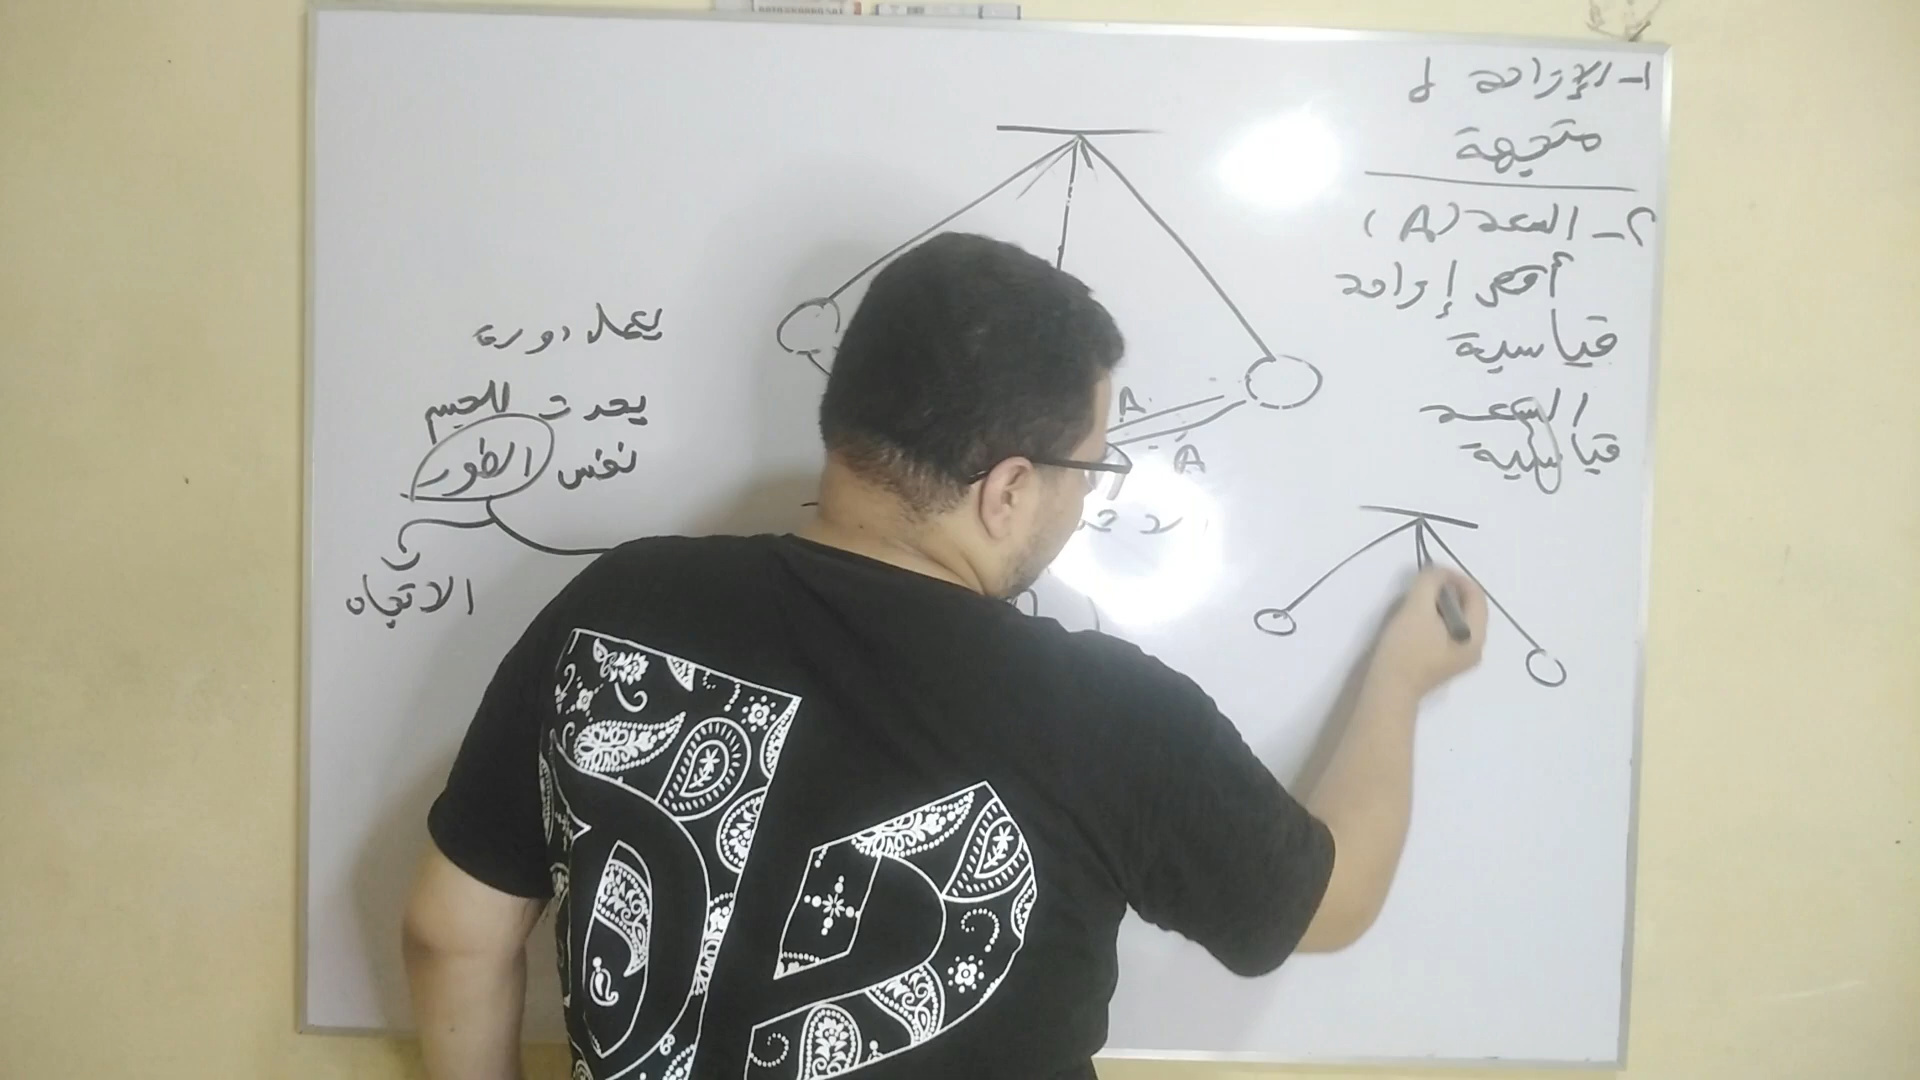 ١- الإزاحة d
متجهة
٢- السعة (A)
أقصى إزاحة
قياسية
السعة
قياسية
A
A
يعمل دورة
يحدث للجسم
نفس الطور
الاتجاه